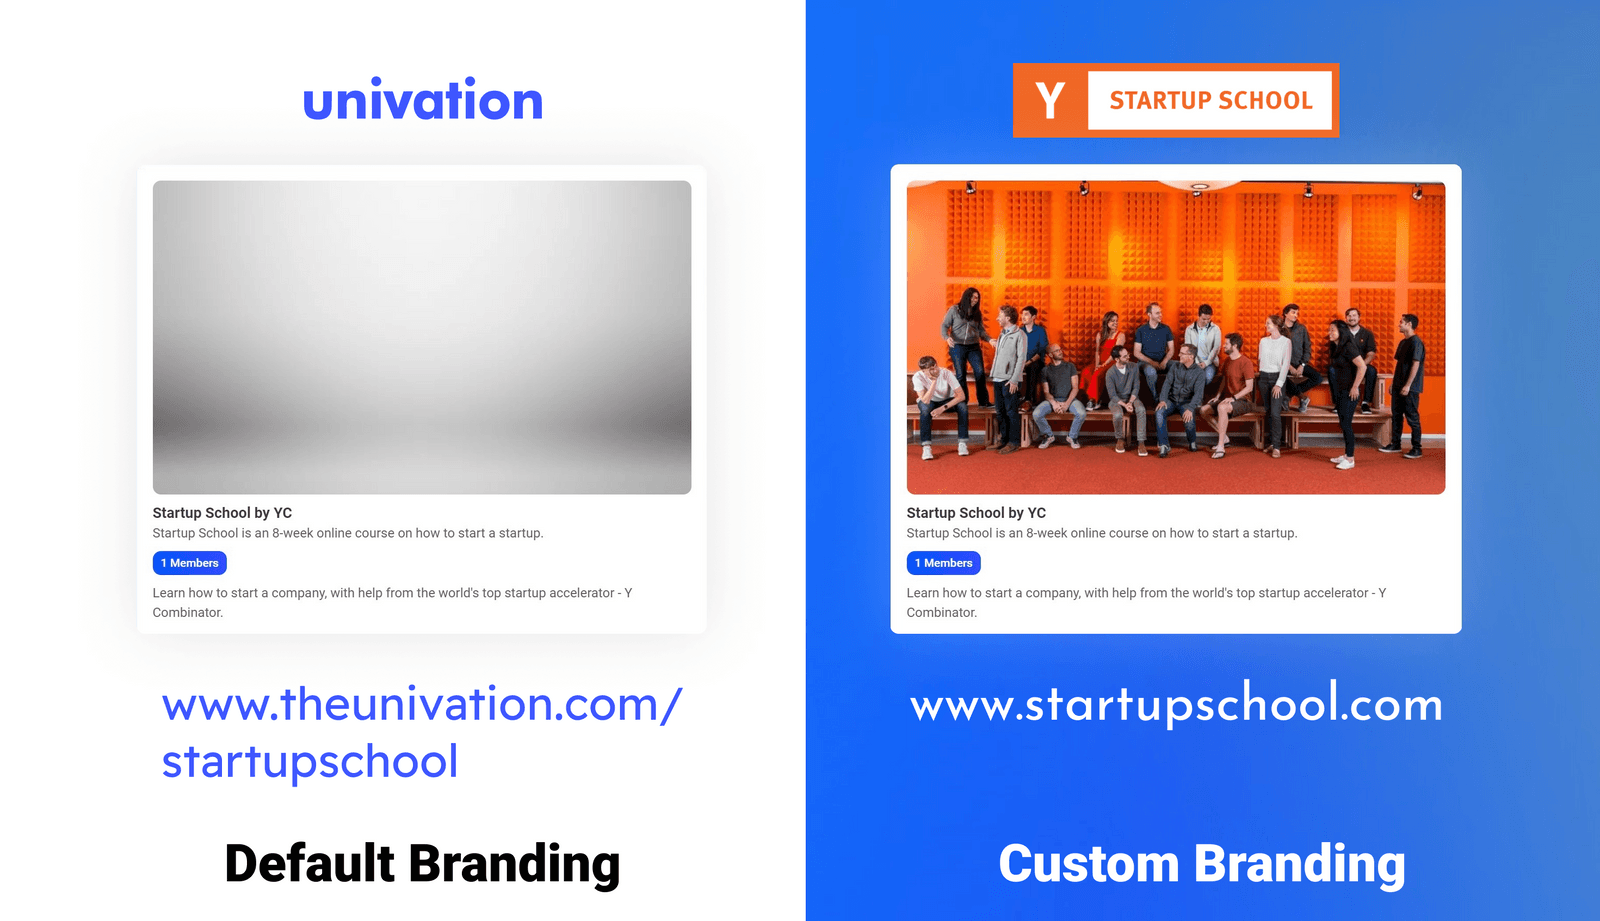 univation
Startup School by YC
Startup School is an 8-week online course on how to start a startup.
1 Members
Learn how to start a company, with help from the world's top startup accelerator - Y
Combinator.
www.theunivation.com/
startupschool
Default Branding
Y STARTUP SCHOOL
Startup School by YC
Startup School is an 8-week online course on how to start a startup.
1 Members
Learn how to start a company, with help from the world's top startup accelerator - Y
Combinator.
www.startupschool.com
Custom Branding